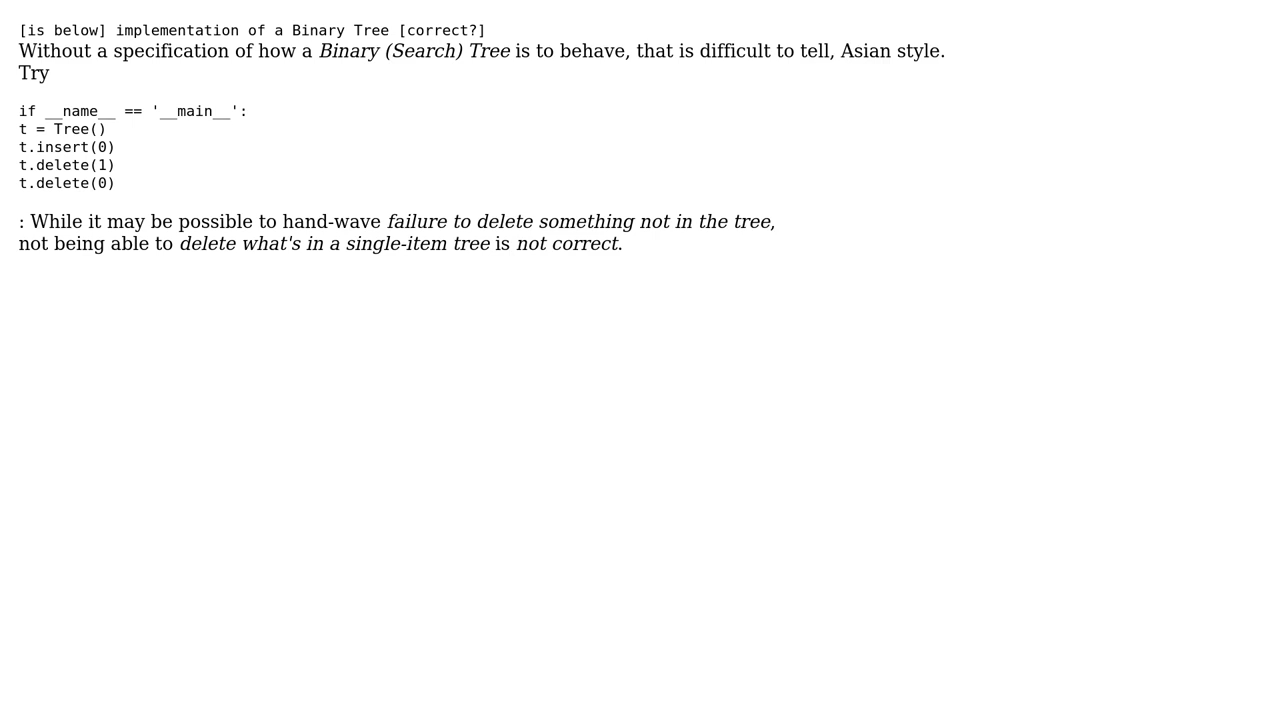 [is below] implementation of a Binary Tree [correct?]
Without a specification of how a Binary (Search) Tree is to behave, that is difficult to tell, Asian style.
Try
if __name__ == '__main__':
t = Tree()
t.insert(0)
t.delete(1)
t.delete(0)
: While it may be possible to hand-wave failure to delete something not in the tree,
not being able to delete what's in a single-item tree is not correct.